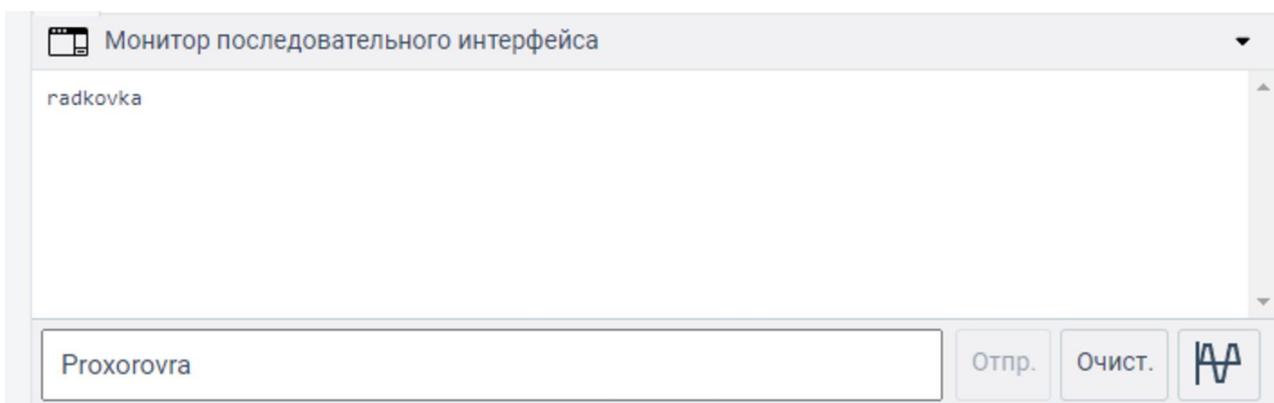 Монитор последовательного интерфейса
radkovka
Proxorovra
Отпр.
Очист.